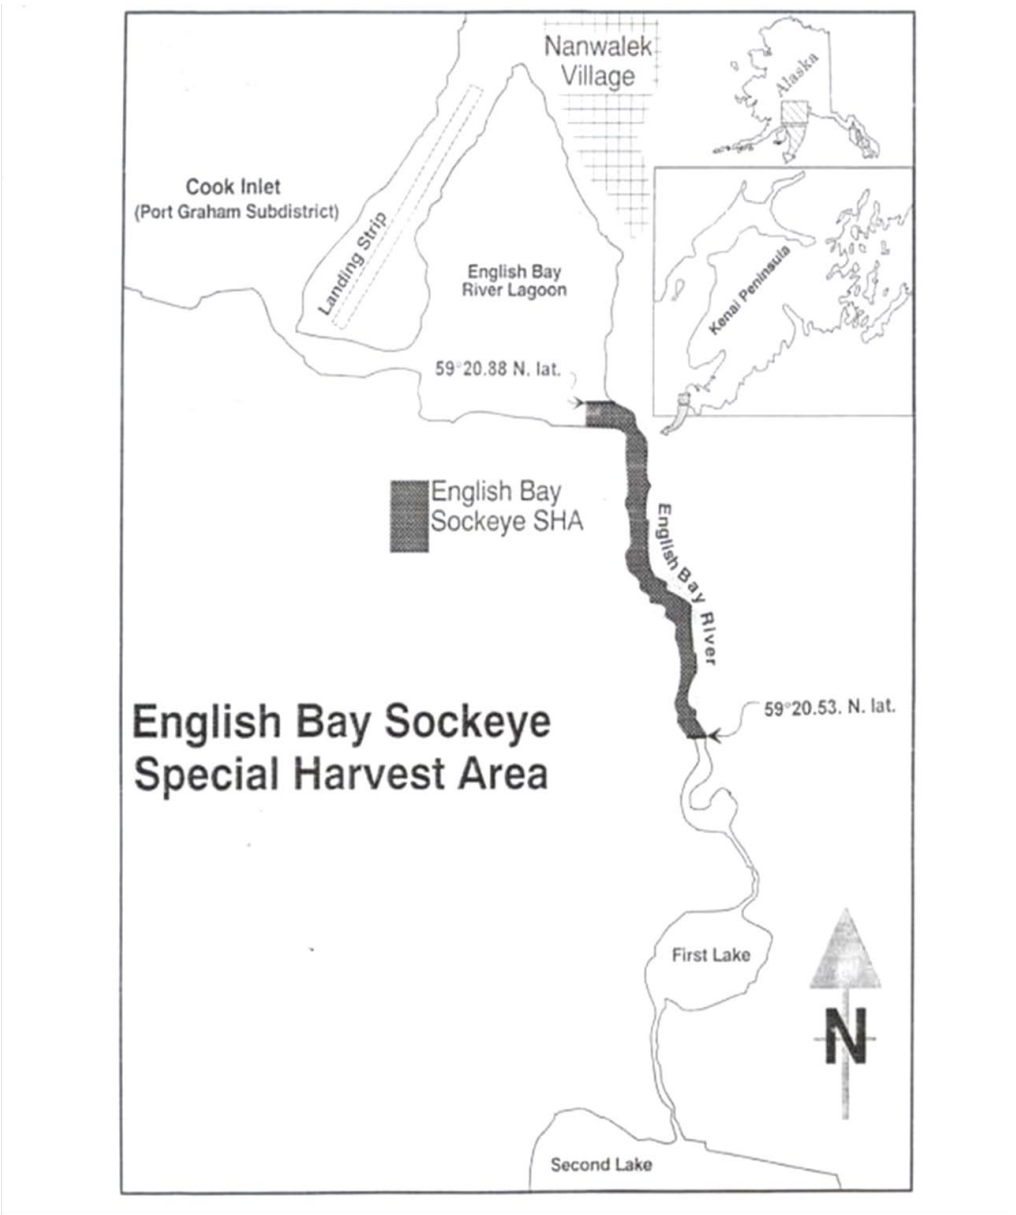 Nanwalek
Village
Alaska
Cook Inlet
(Port Graham Subdistrict)
Landing Strip
English Bay
River Lagoon
Kenai Peninsula
59°20.88 N. lat.
English Bay
Sockeye SHA
English Bay River
59°20.53. N. lat.
English Bay Sockeye
Special Harvest Area
First Lake
N
Second Lake